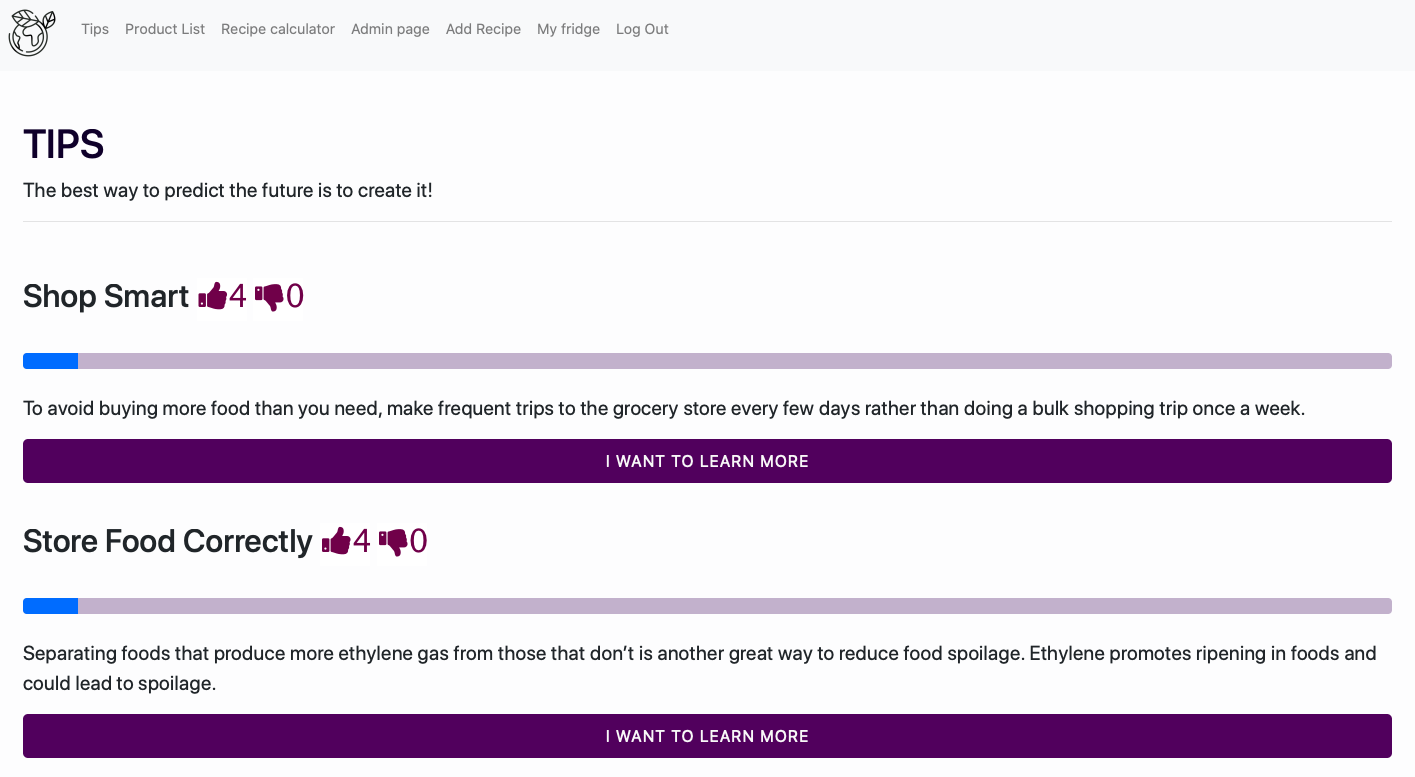 Tips Product List Recipe calculator Admin page Add Recipe My fridge Log Out
TIPS
The best way to predict the future is to create it!
Shop Smart 4 0
To avoid buying more food than you need, make frequent trips to the grocery store every few days rather than doing a bulk shopping trip once a week.
I WANT TO LEARN MORE
Store Food Correctly 4 0
Separating foods that produce more ethylene gas from those that don’t is another great way to reduce food spoilage. Ethylene promotes ripening in foods and
could lead to spoilage.
I WANT TO LEARN MORE